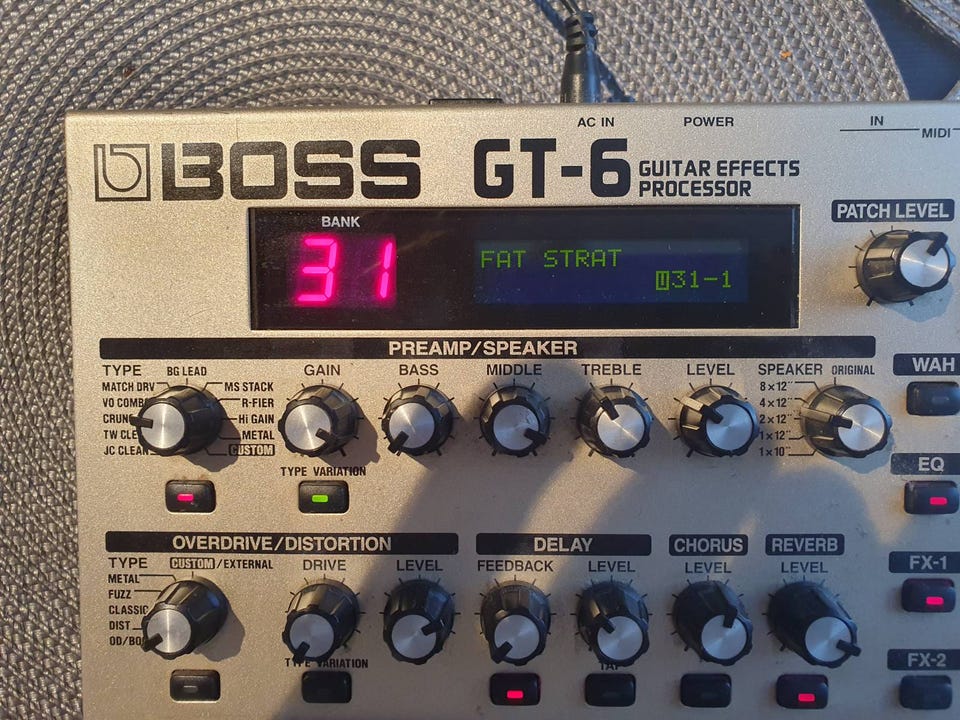 AC IN POWER IN
MIDI
BOSS GT-6 GUITAR EFFECTS
PROCESSOR
PATCH LEVEL
BANK
31
FAT STRAT
U31-1
PREAMP/SPEAKER
WAH
TYPE BG LEAD GAIN BASS MIDDLE TREBLE LEVEL SPEAKER ORIGINAL
MATCH DRV MS STACK 8×12"
R-FIER 4×12"
Hi GAIN 2×12"
METAL 1×12"
JC CLEAN CUSTOM 1×10"
TYPE VARIATION
EQ
OVERDRIVE/DISTORTION DELAY CHORUS REVERB
TYPE CUSTOM/EXTERNAL DRIVE LEVEL FEEDBACK LEVEL LEVEL LEVEL
FX-1
METAL
FUZZ
CLASSIC
DIST
TYPE VARIATION
TAP
FX-2